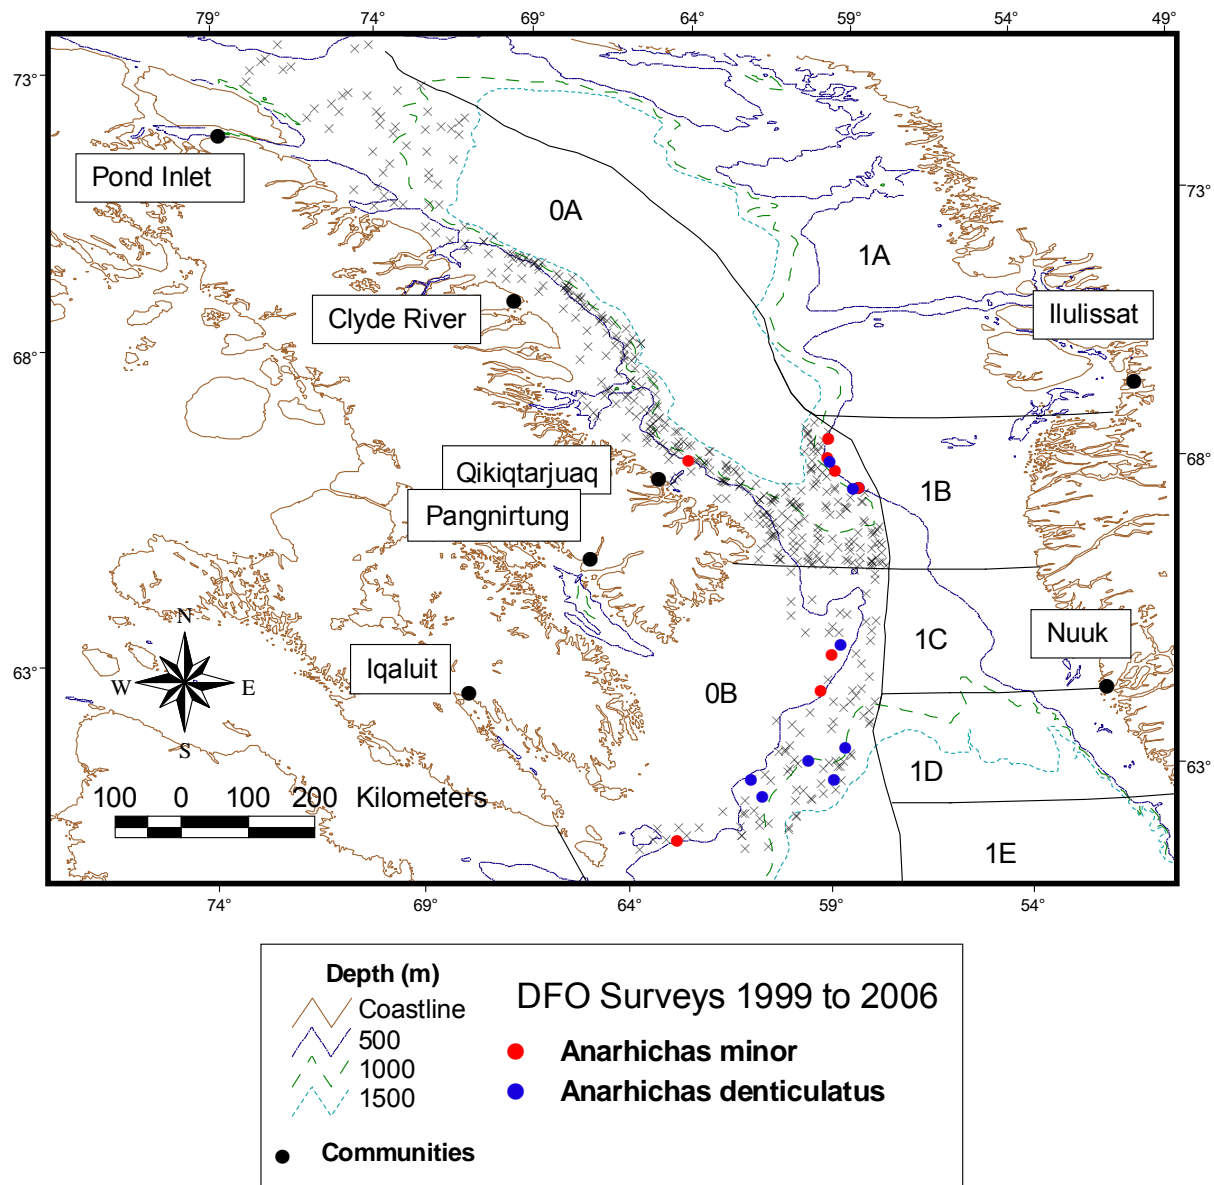 79° 74° 69° 64° 59° 54° 49°
73°
Pond Inlet
73°
0A
1A
Clyde River
Ilulissat
68°
Qikiqtarjuaq
68°
1B
Pangnirtung
N
W E
S
Iqaluit
1C
Nuuk
63°
0B
63°
1D
100 0 100 200 Kilometers
1E
74° 69° 64° 59° 54°
Depth (m)
Coastline
500
1000
1500
Communities
DFO Surveys 1999 to 2006
Anarhichas minor
Anarhichas denticulatus